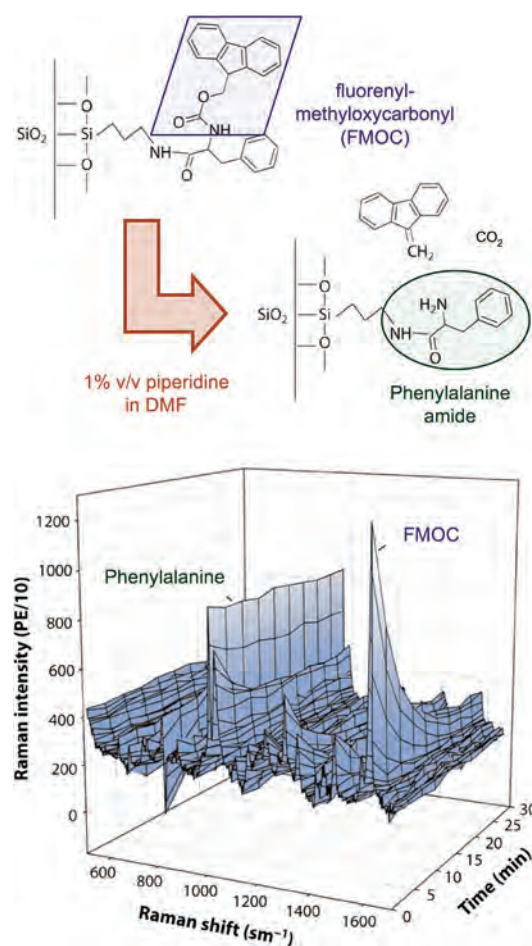 O
SiO2
Si
O
NH
O
O
O
NH
fluorenyl-
methyloxycarbonyl
(FMOC)
CH2
CO2
1% v/v piperidine
in DMF
O
SiO2
Si
O
NH
H2N
O
Phenylalanine
amide
Raman intensity (PE/10)
1200
1000
800
600
400
200
0
Phenylalanine
FMOC
600
800
1000
1200
1400
1600
Raman shift (sm−1)
0
5
10
15
20
25
30
Time (min)